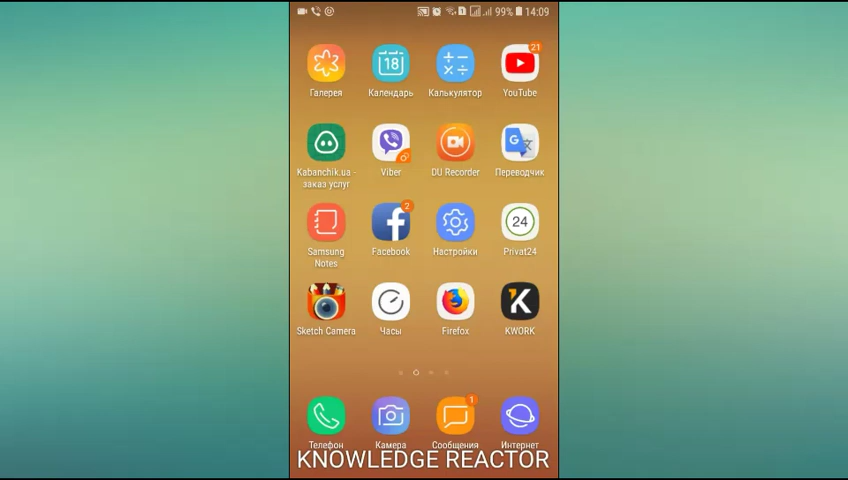 99% 14:09
21
18
Галерея
Календарь
Калькулятор
YouTube
Kabanchik.ua -
заказ услуг
Viber
DU Recorder
Переводчик
2
24
Samsung
Notes
Facebook
Настройки
Privat24
Sketch Camera
Часы
Firefox
KWORK
1
Телефон
Камера
Сообщения
Интернет
KNOWLEDGE REACTOR